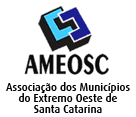 AMEOSC
Associação dos Municípios
do Extremo Oeste de
Santa Catarina